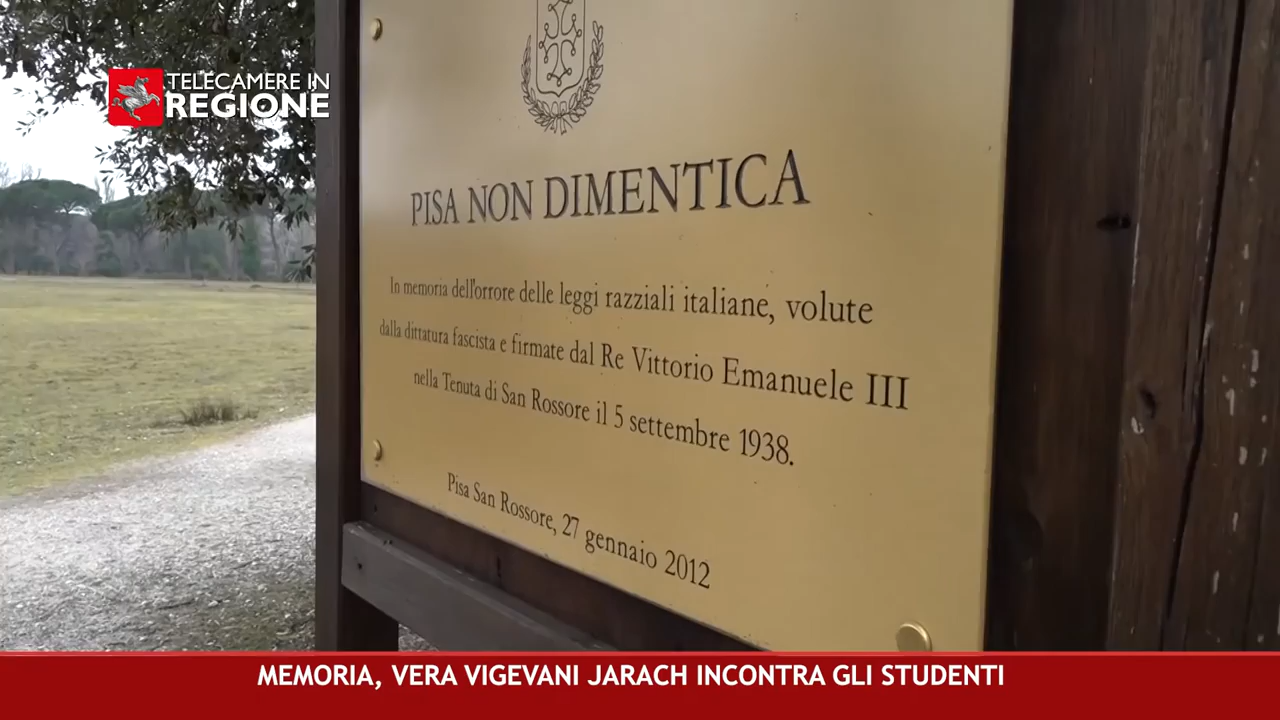 TELECAMERE IN
REGIONE
PISA NON DIMENTICA
In memoria dell'orrore delle leggi razziali italiane, volute
dalla dittatura fascista e firmate dal Re Vittorio Emanuele III
nella Tenuta di San Rossore il 5 settembre 1938.
Pisa San Rossore, 27 gennaio 2012
MEMORIA, VERA VIGEVANI JARACH INCONTRA GLI STUDENTI